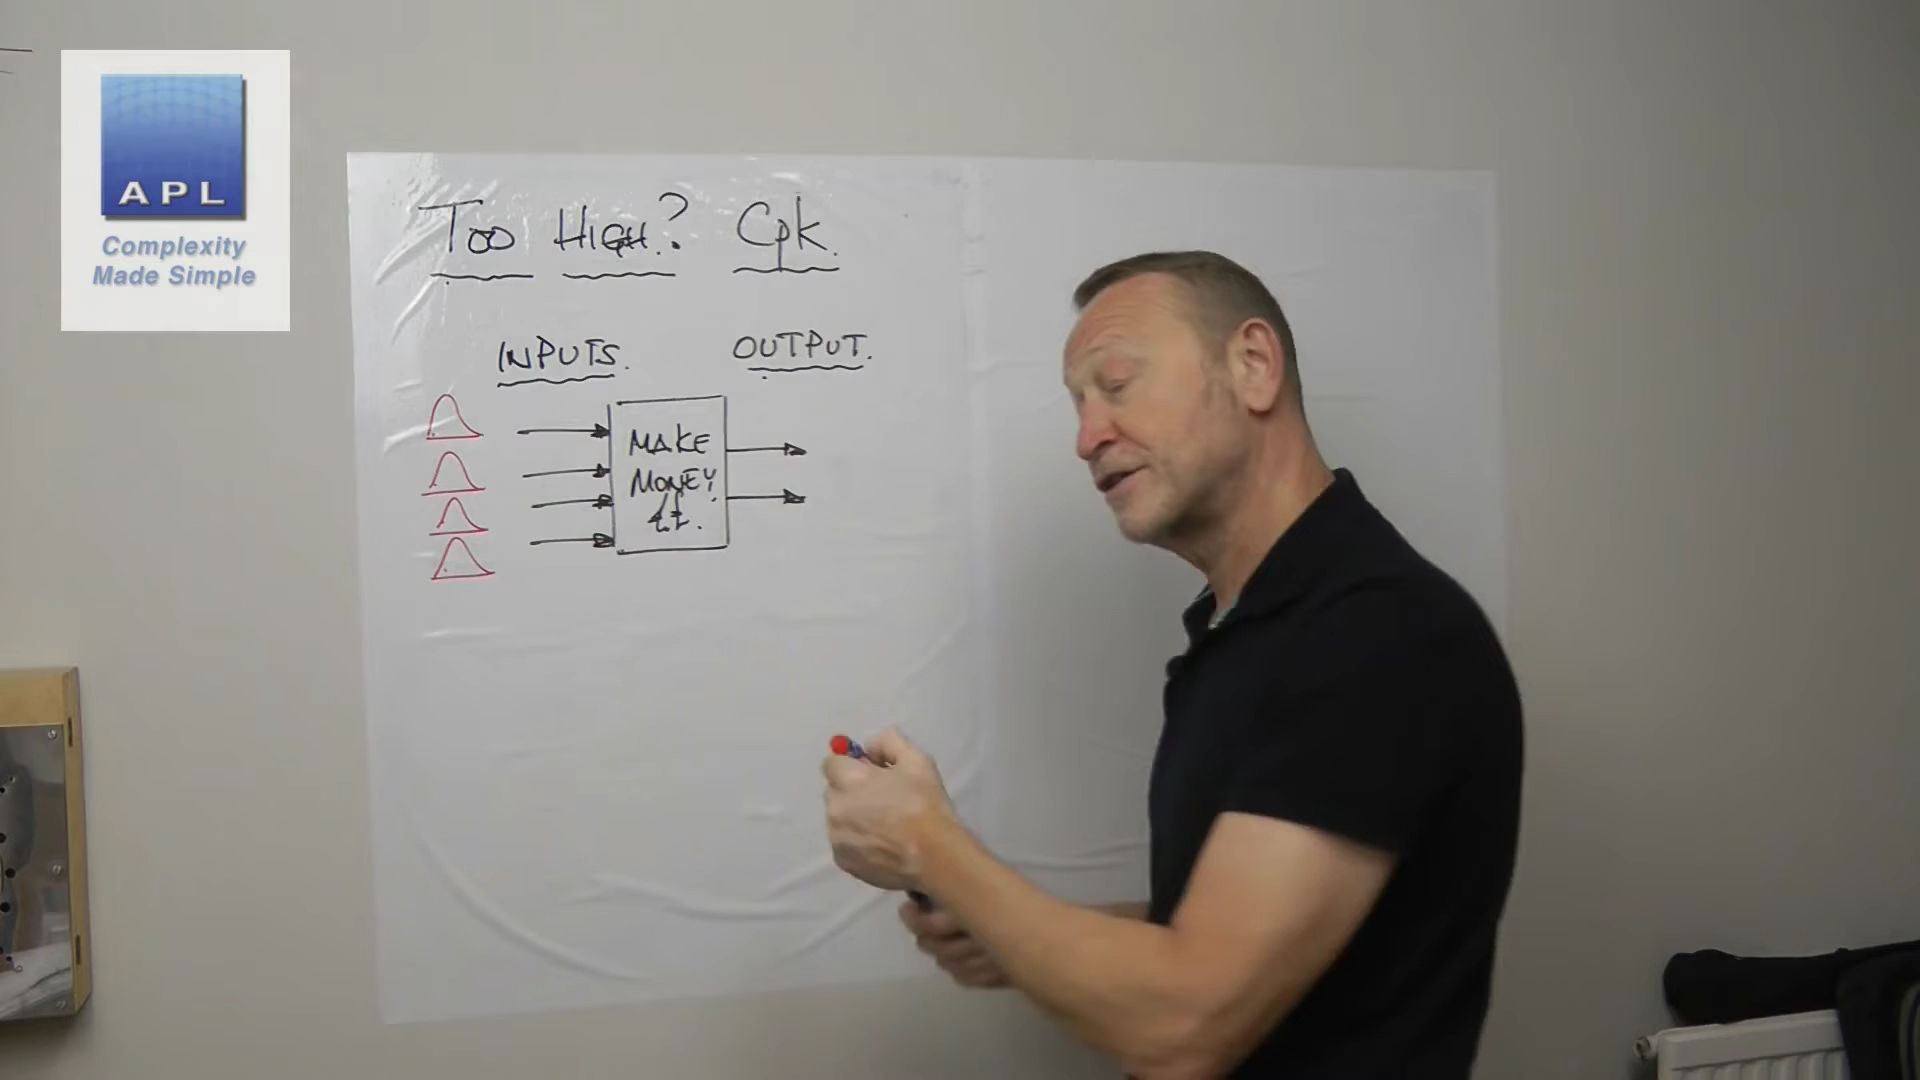 APL
Complexity
Made Simple
TOO HIGH? CpK.
INPUTS. OUTPUT.
MAKE
MONEY
££.